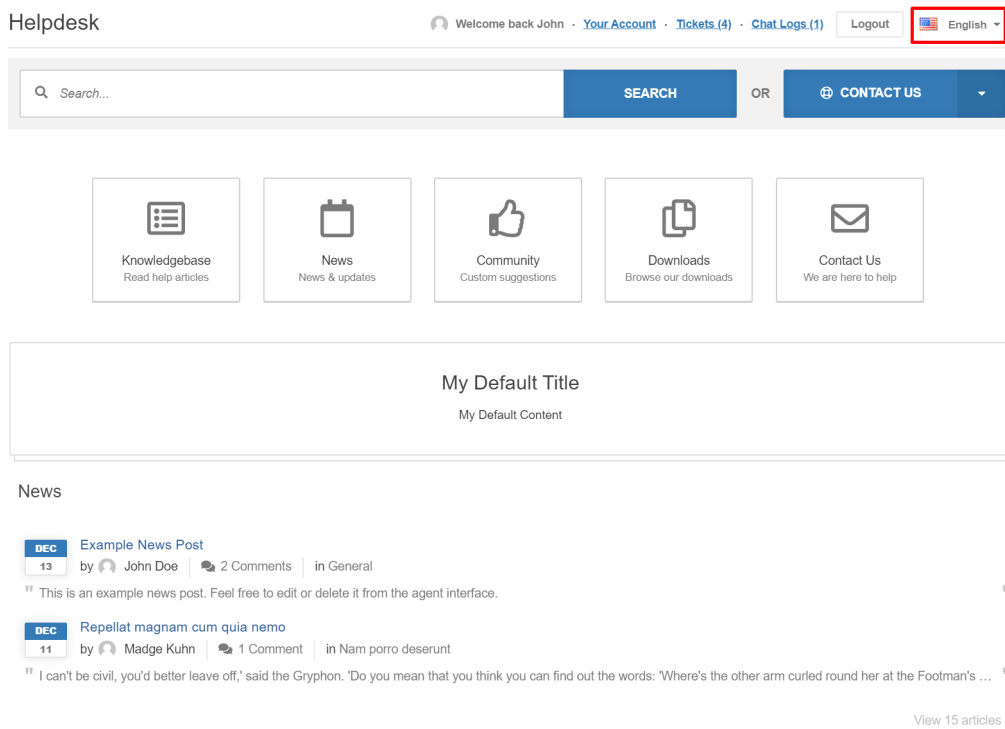 Helpdesk
Welcome back John · Your Account · Tickets (4) · Chat Logs (1) Logout English
Search... SEARCH OR CONTACT US
Knowledgebase News Community Downloads Contact Us
Read help articles News & updates Custom suggestions Browse our downloads We are here to help
My Default Title
My Default Content
News
DEC Example News Post
13 by John Doe 2 Comments in General
" This is an example news post. Feel free to edit or delete it from the agent interface. "
DEC Repellat magnam cum quia nemo
11 by Madge Kuhn 1 Comment in Nam porro deserunt
" I can't be civil, you'd better leave off,' said the Gryphon. 'Do you mean that you think you can find out the words: 'Where's the other arm curled round her at the Footman's ... "
View 15 articles